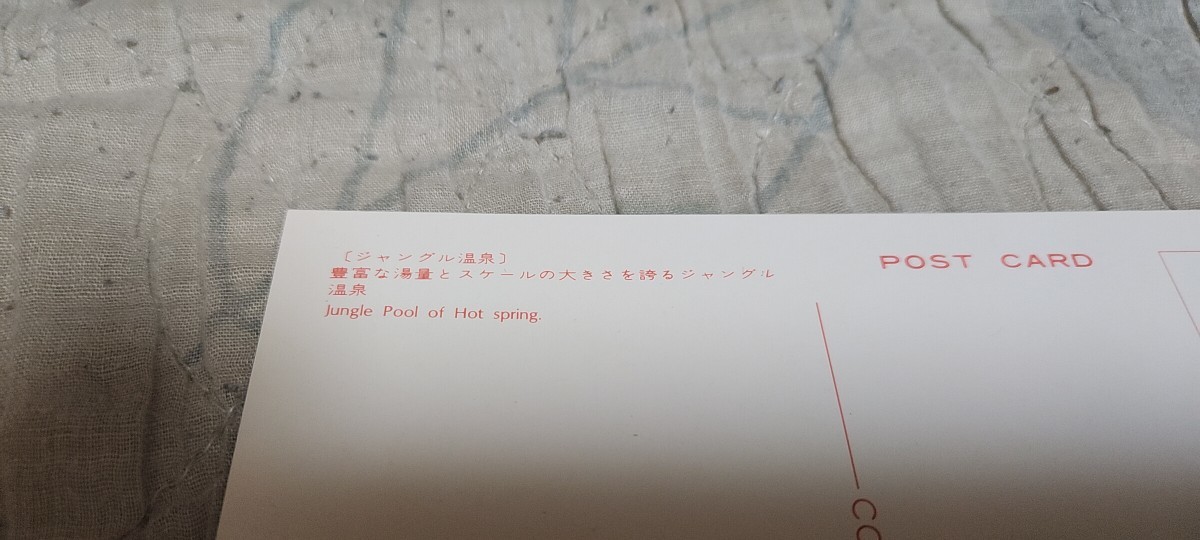 〔ジャングル温泉〕
豊富な湯量とスケールの大きさを誇るジャングル
温泉
Jungle Pool of Hot spring.
POST CARD
CO